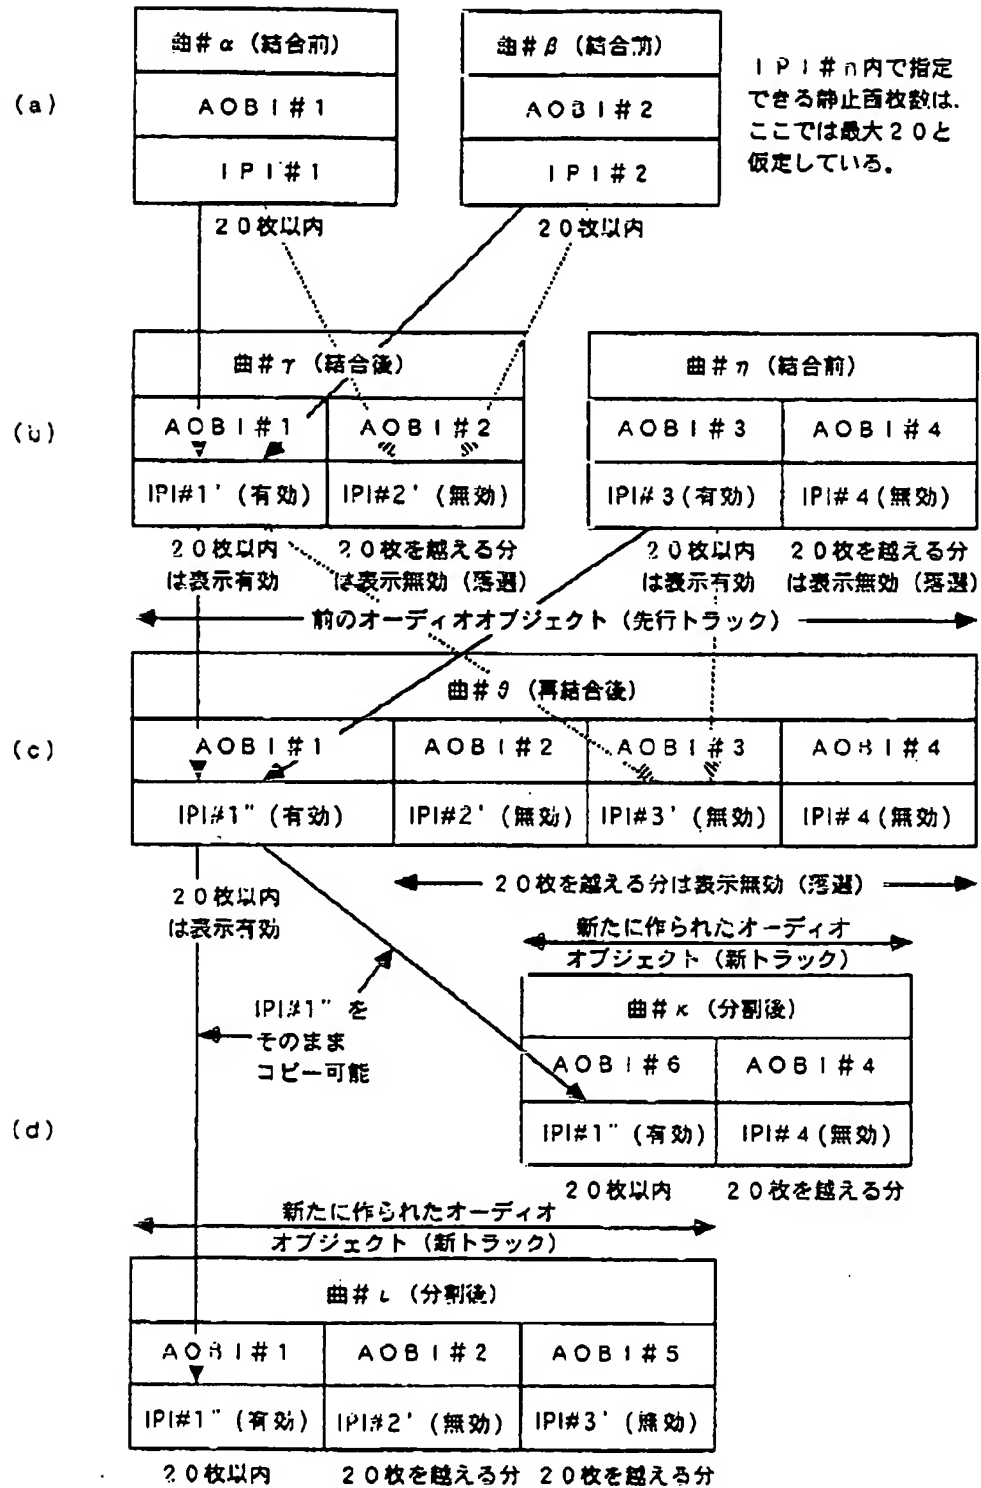 (a)
曲#α (結合前)
AOBI#1
IPI#1
20枚以内
曲#β (結合前)
AOBI#2
IPI#2
20枚以内
IPI#n内で指定
できる静止画枚数は、
ここでは最大20と
仮定している。
(b)
曲#γ (結合後)
AOBI#1
AOBI#2
IPI#1' (有効)
IPI#2' (無効)
20枚以内
は表示有効
20枚を越える分
は表示無効 (落選)
曲#η (結合前)
AOBI#3
AOBI#4
IPI#3 (有効)
IPI#4 (無効)
20枚以内
は表示有効
20枚を越える分
は表示無効 (落選)
前のオーディオオブジェクト (先行トラック)
(c)
曲#θ (再結合後)
AOBI#1
AOBI#2
AOBI#3
AOBI#4
IPI#1" (有効)
IPI#2' (無効)
IPI#3' (無効)
IPI#4 (無効)
20枚以内
は表示有効
20枚を越える分は表示無効 (落選)
IPI#1" を
そのまま
コピー可能
(d)
新たに作られたオーディオ
オブジェクト (新トラック)
曲#κ (分割後)
AOBI#6
AOBI#4
IPI#1" (有効)
IPI#4 (無効)
20枚以内
20枚を越える分
新たに作られたオーディオ
オブジェクト (新トラック)
曲#ι (分割後)
AOBI#1
AOBI#2
AOBI#5
IPI#1" (有効)
IPI#2' (無効)
IPI#3' (無効)
20枚以内
20枚を越える分
20枚を越える分